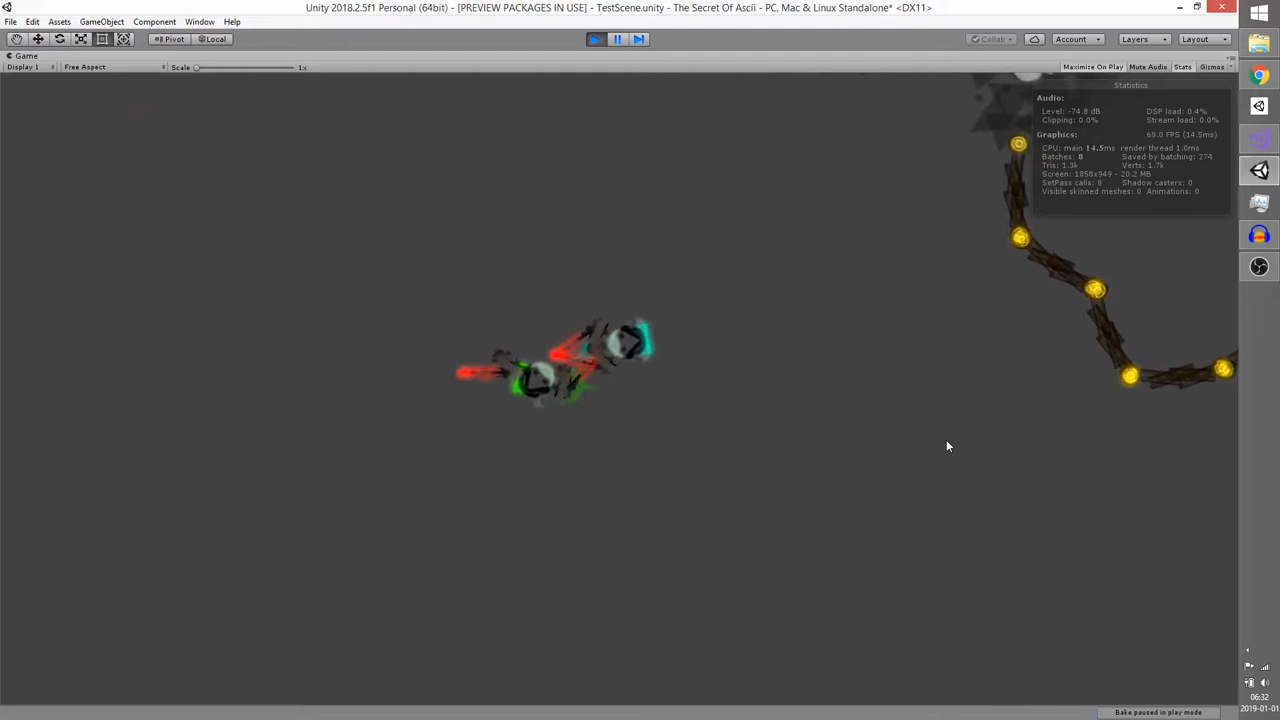 Unity 2018.2.5f1 Personal (64bit) - [PREVIEW PACKAGES IN USE] - TestScene.unity - The Secret Of Ascii - PC, Mac & Linux Standalone* <DX11>
File Edit Assets GameObject Component Window Help
Pivot Local Collab Account Layers Layout
Game
Display 1 Free Aspect Scale 1x Maximize On Play Mute Audio Stats Gizmos
Statistics
Audio:
Level: -74.8 dB DSP load: 0.4%
Clipping: 0.0% Stream load: 0.0%
Graphics: 69.0 FPS (14.5ms)
CPU: main 14.5ms render thread 1.0ms
Batches: 8 Saved by batching: 274
Tris: 1.3k Verts: 1.7k
Screen: 1858x949 - 20.2 MB
SetPass calls: 9 Shadow casters: 0
Visible skinned meshes: 0 Animations: 0
06:32
2019-01-01
Bake paused in play mode